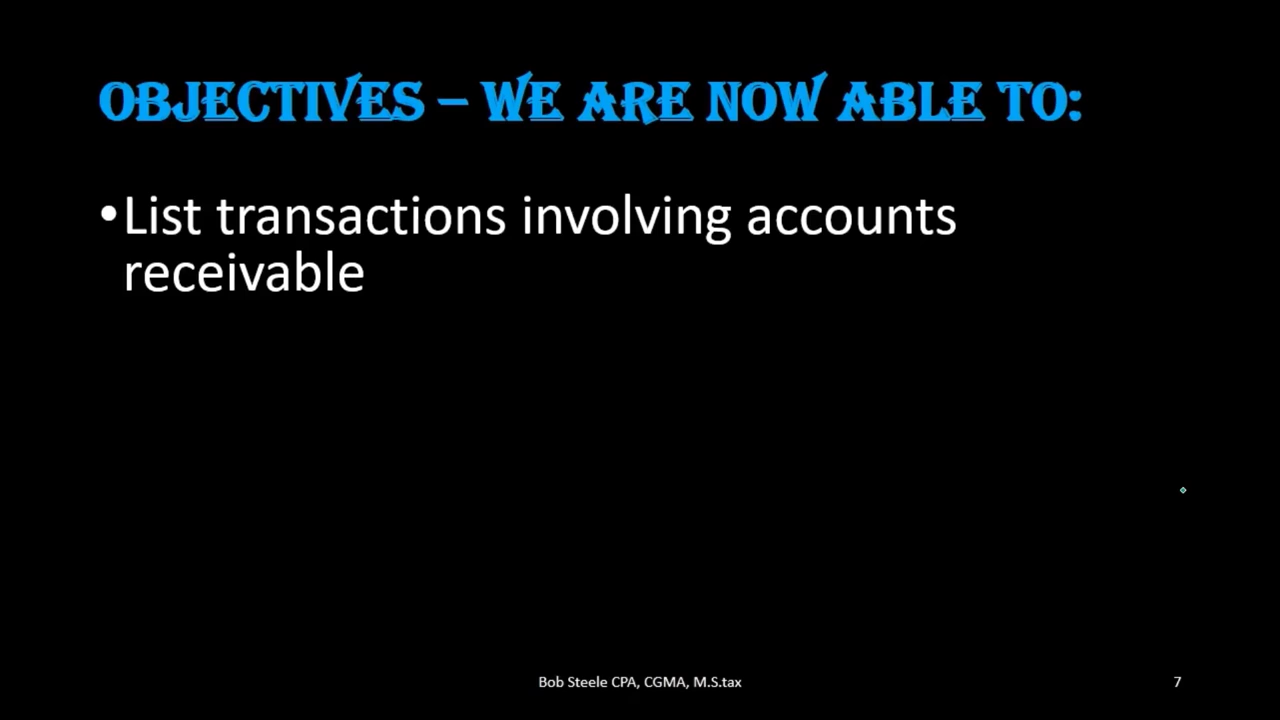 OBJECTIVES – WE ARE NOW ABLE TO:
•List transactions involving accounts
receivable
Bob Steele CPA, CGMA, M.S.tax
7